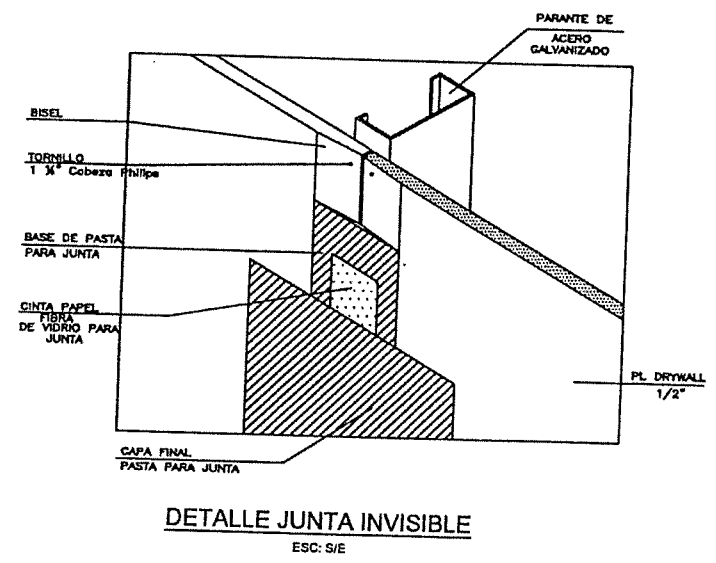 PARANTE DE
ACERO
GALVANIZADO
BISEL
TORNILLO
1 ¼" Cabeza Philips
BASE DE PASTA
PARA JUNTA
CINTA PAPEL
FIBRA
DE VIDRIO PARA
JUNTA
PL DRYWALL
1/2"
CAPA FINAL
PASTA PARA JUNTA
DETALLE JUNTA INVISIBLE
ESC: S/E